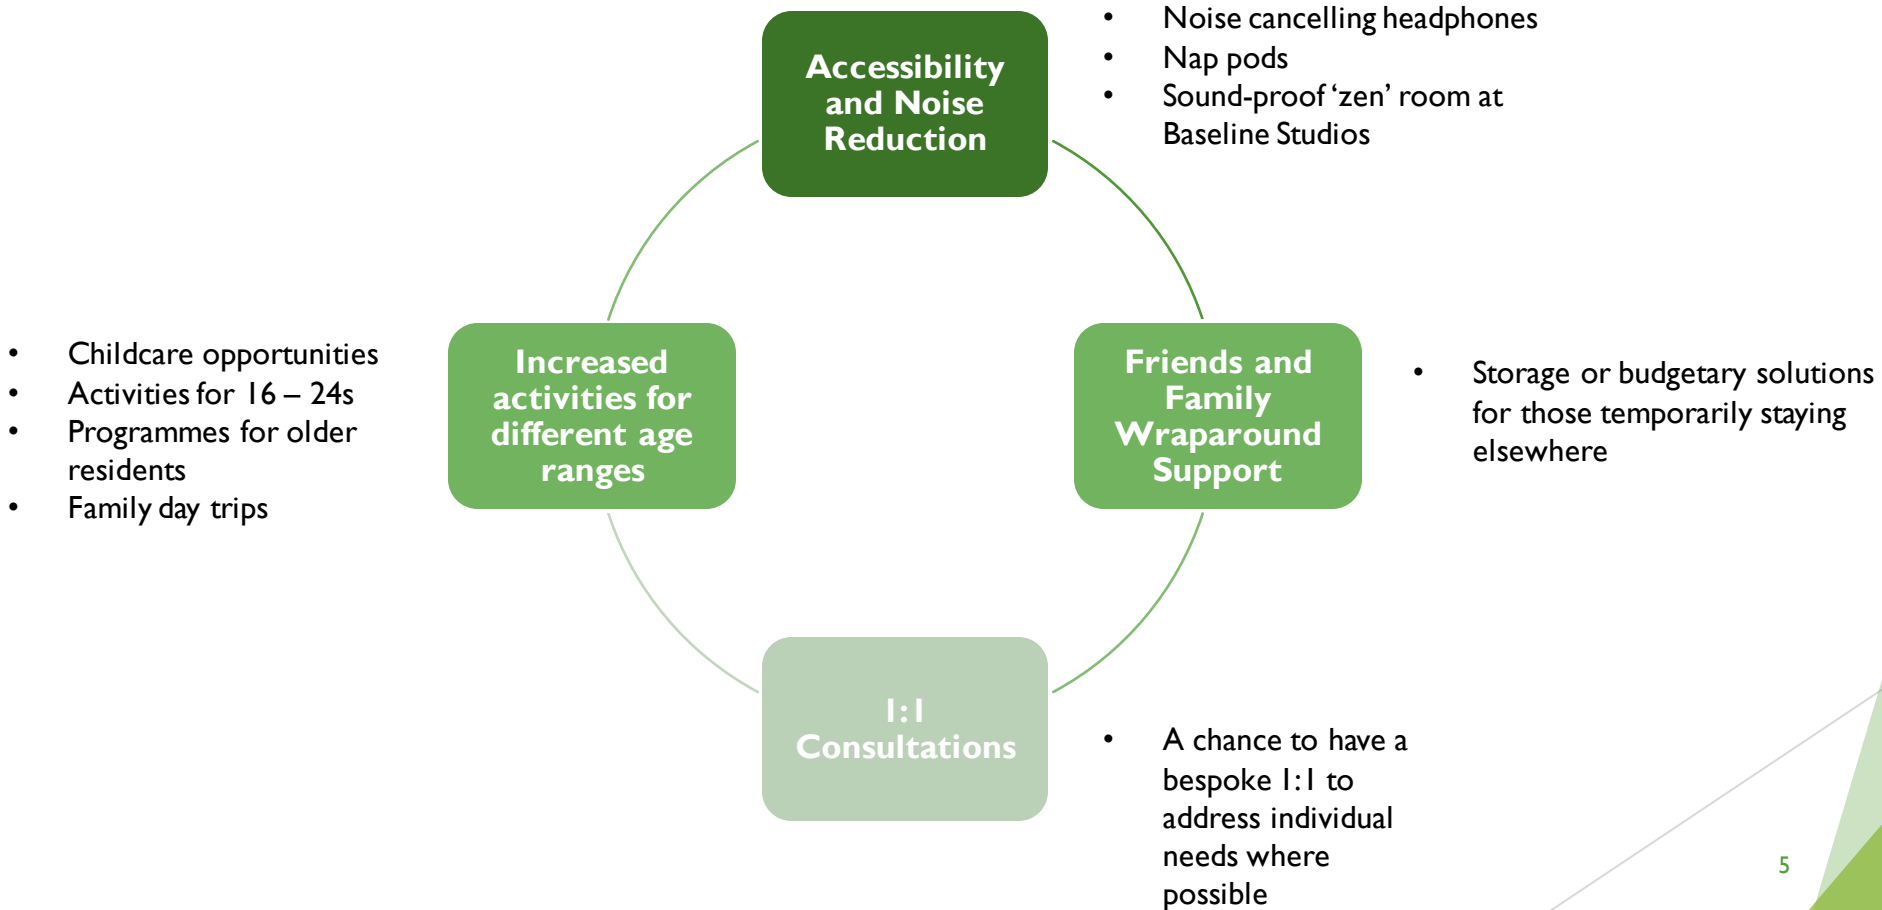 Accessibility
and Noise
Reduction
• Noise cancelling headphones
• Nap pods
• Sound-proof ‘zen’ room at
Baseline Studios
Friends and
Family
Wraparound
Support
• Storage or budgetary solutions
for those temporarily staying
elsewhere
1:1
Consultations
• A chance to have a
bespoke 1:1 to
address individual
needs where
possible
Increased
activities for
different age
ranges
• Childcare opportunities
• Activities for 16 – 24s
• Programmes for older
residents
• Family day trips
5